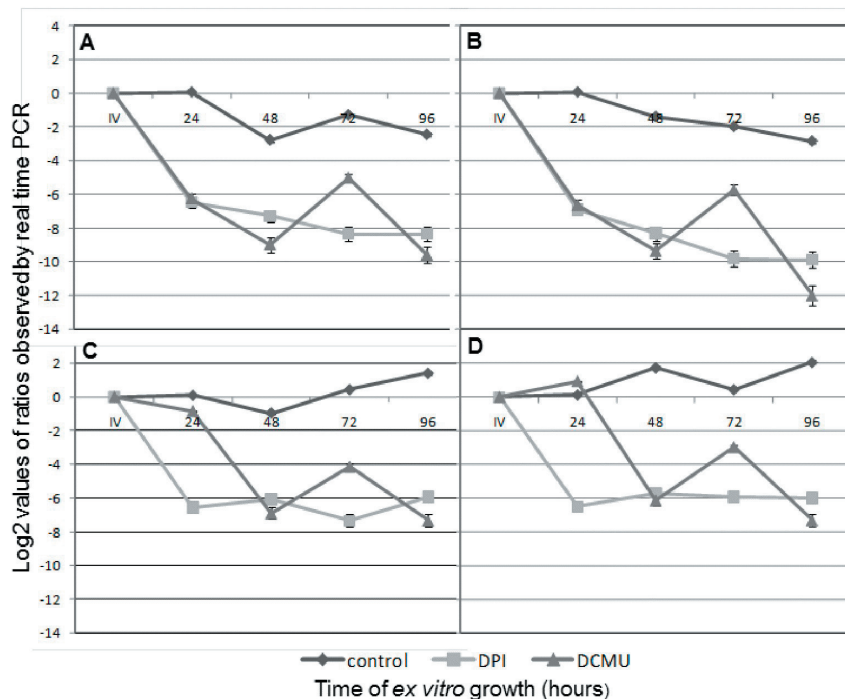 Log2 values of ratios observed by real time PCR
A
4
2
0
-2
-4
-6
-8
-10
-12
-14
IV 24 48 72 96
B
IV 24 48 72 96
C
2
0
-2
-4
-6
-8
-10
-12
-14
IV 24 48 72 96
D
IV 24 48 72 96
control DPI DCMU
Time of ex vitro growth (hours)